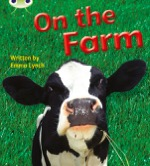 On the
Farm
Written by
Emma Lynch